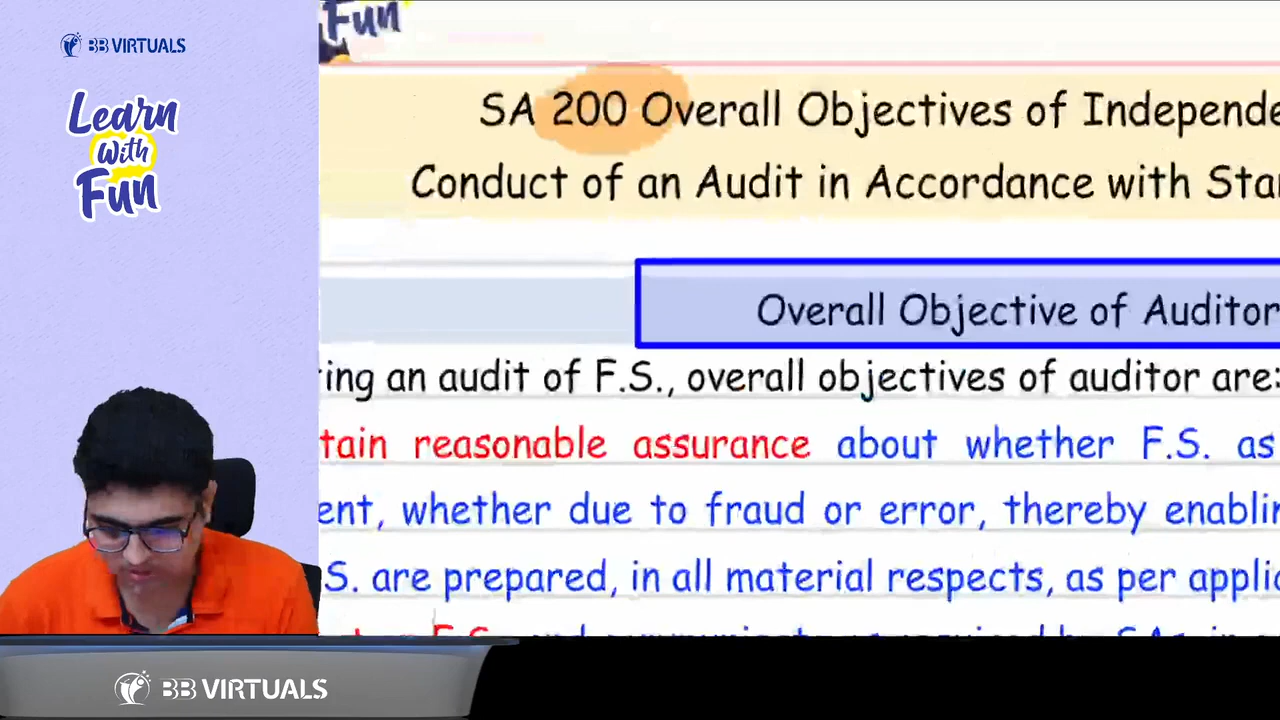 BB VIRTUALS
Learn
With
Fun
Fun
SA 200 Overall Objectives of Independe
Conduct of an Audit in Accordance with Sta
Overall Objective of Auditor
ing an audit of F.S., overall objectives of auditor are:
tain reasonable assurance about whether F.S. as
ent, whether due to fraud or error, thereby enabli
S. are prepared, in all material respects, as per applic
BB VIRTUALS